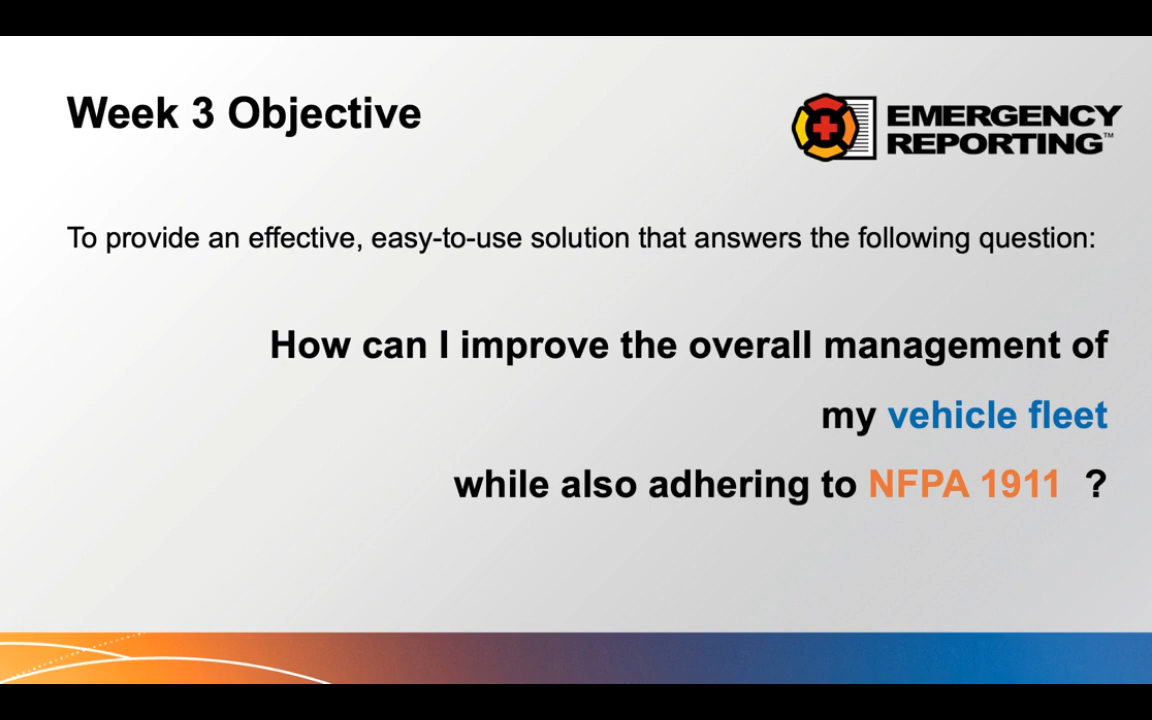 Week 3 Objective
EMERGENCY
REPORTING™
To provide an effective, easy-to-use solution that answers the following question:
How can I improve the overall management of
my vehicle fleet
while also adhering to NFPA 1911 ?